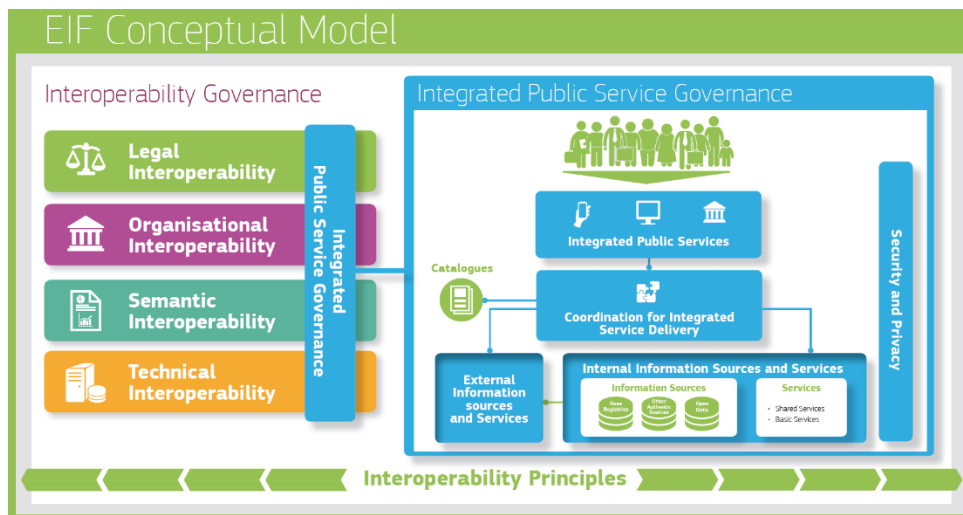 EIF Conceptual Model
Interoperability Governance
Legal
Interoperability
Organisational
Interoperability
Semantic
Interoperability
Technical
Interoperability
Integrated
Public Service Governance
Integrated Public Service Governance
Integrated Public Services
Catalogues
Coordination for Integrated
Service Delivery
External
Information
sources
and Services
Internal Information Sources and Services
Information Sources
Base
Registries
Other
Authentic
Sources
Open
Data
Services
- Shared Services
- Basic Services
Security and Privacy
Interoperability Principles